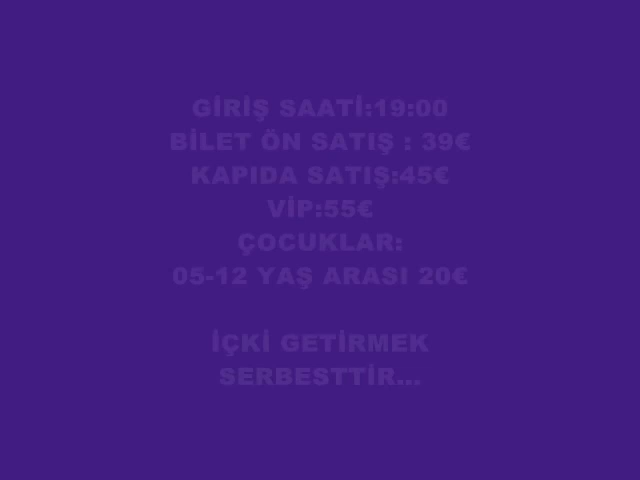 GİRİŞ SAATİ:19:00
BİLET ÖN SATIŞ : 39€
KAPIDA SATIŞ:45€
VİP:55€
ÇOCUKLAR:
05-12 YAŞ ARASI 20€
İÇKİ GETİRMEK
SERBESTTİR...